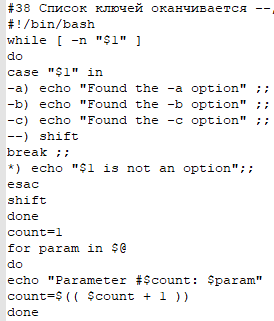 #38 Список ключей оканчивается --,
#!/bin/bash
while [ -n "$1" ]
do
case "$1" in
-a) echo "Found the -a option" ;;
-b) echo "Found the -b option" ;;
-c) echo "Found the -c option" ;;
--) shift
break ;;
*) echo "$1 is not an option";;
esac
shift
done
count=1
for param in $@
do
echo "Parameter #$count: $param"
count=$(( $count + 1 ))
done